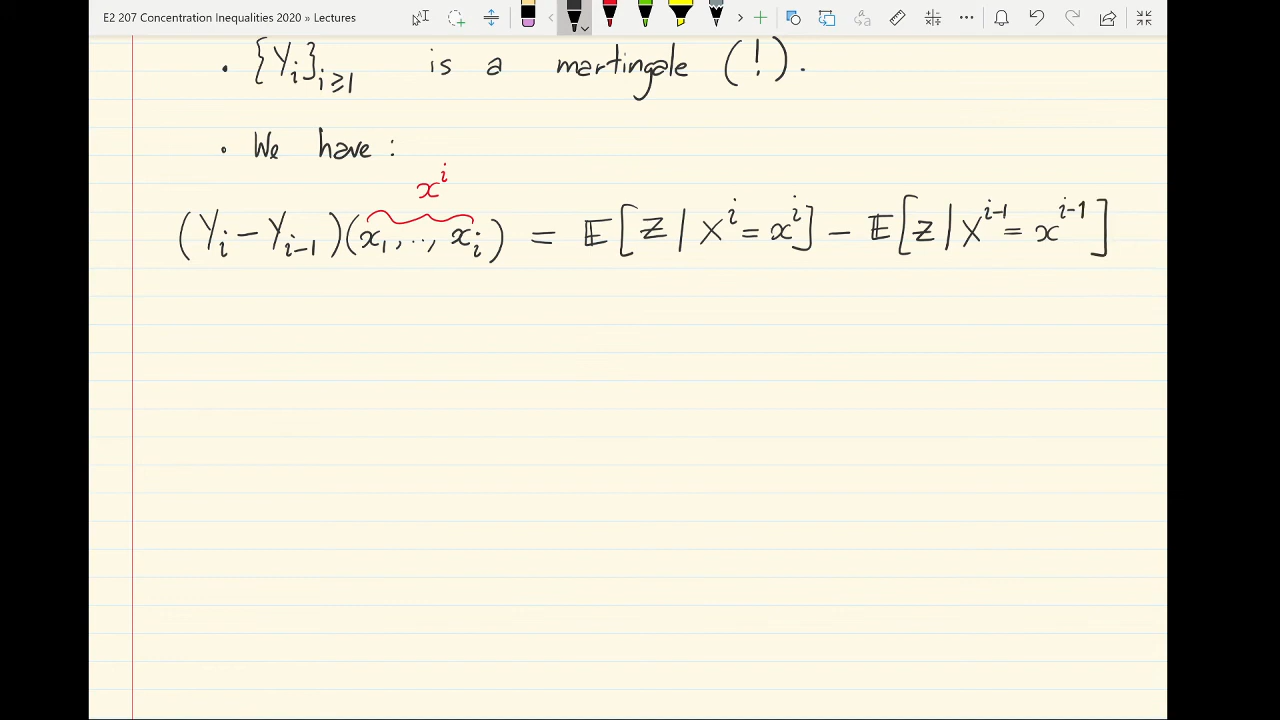 E2 207 Concentration Inequalities 2020 » Lectures
• {Y_i}_{i≥1} is a martingale (!).
• We have :
x^i
(Y_i − Y_{i−1})(x_1, .., x_i) = 𝔼[Z | X^i = x^i] − 𝔼[Z | X^{i−1} = x^{i−1}]